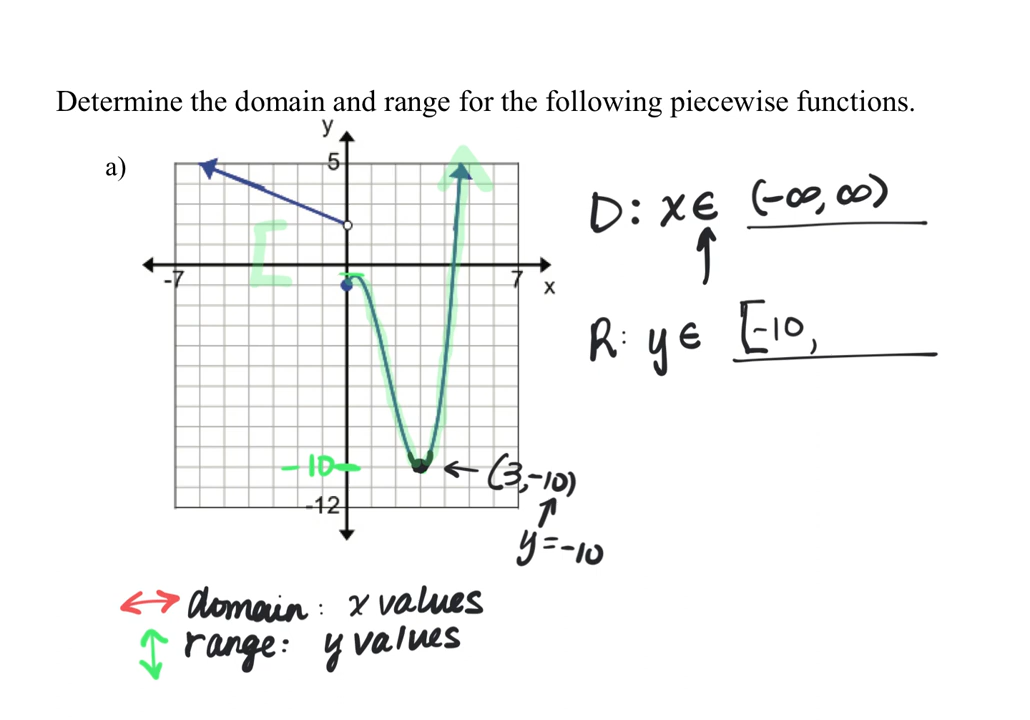 Determine the domain and range for the following piecewise functions.
a)
y
5
-7
7
x
-10
-12
(3,-10)
y=-10
D: x∈ (-∞, ∞)
R: y∈ [-10,
domain: x values
range: y values